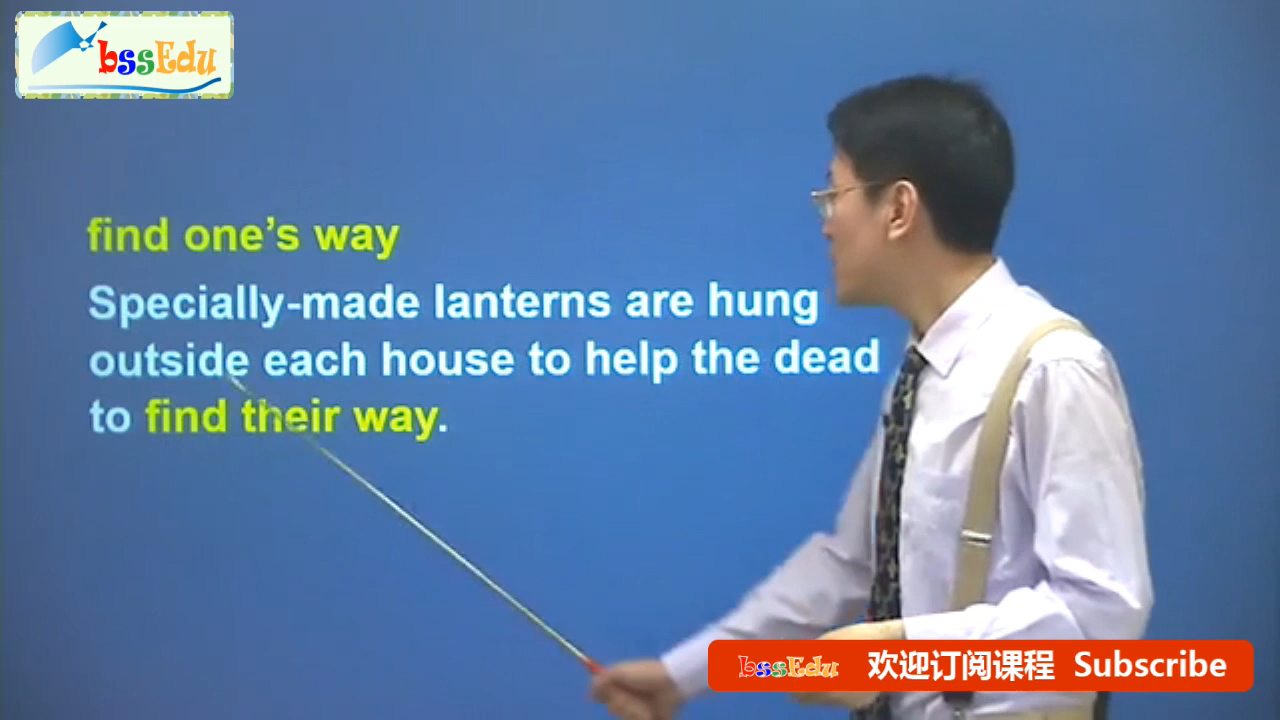 bssEdu
find one's way
Specially-made lanterns are hung
outside each house to help the dead
to find their way.
bssEdu 欢迎订阅课程 Subscribe